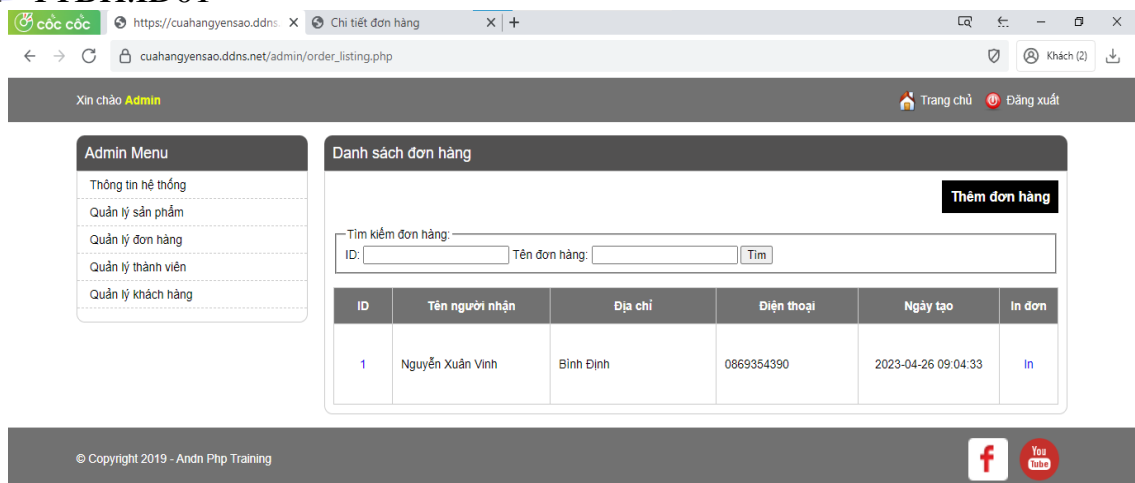 cốc cốc https://cuahangyensao.ddns. Chi tiết đơn hàng
cuahangyensao.ddns.net/admin/order_listing.php Khách (2)
Xin chào Admin Trang chủ Đăng xuất
Admin Menu
Thông tin hệ thống
Quản lý sản phẩm
Quản lý đơn hàng
Quản lý thành viên
Quản lý khách hàng
Danh sách đơn hàng
Thêm đơn hàng
Tìm kiếm đơn hàng:
ID: Tên đơn hàng: Tìm
ID Tên người nhận Địa chỉ Điện thoại Ngày tạo In đơn
1 Nguyễn Xuân Vinh Bình Định 0869354390 2023-04-26 09:04:33 In
© Copyright 2019 - Andn Php Training
f You Tube